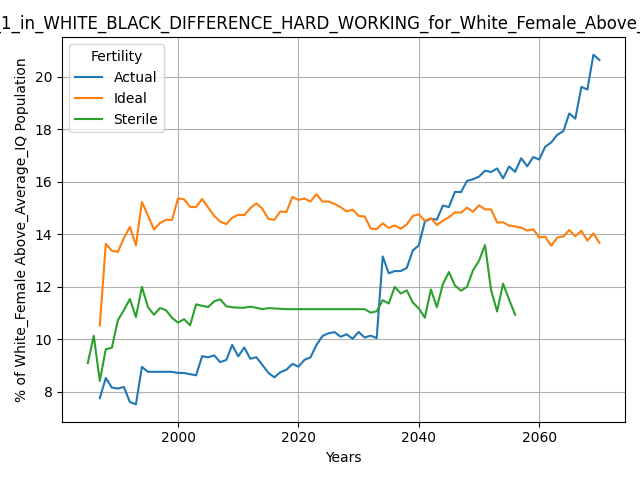 _1_in_WHITE_BLACK_DIFFERENCE_HARD_WORKING_for_White_Female_Above_
Fertility
Actual
Ideal
Sterile
% of White_Female Above_Average_IQ Population
20
18
16
14
12
10
8
2000 2020 2040 2060
Years